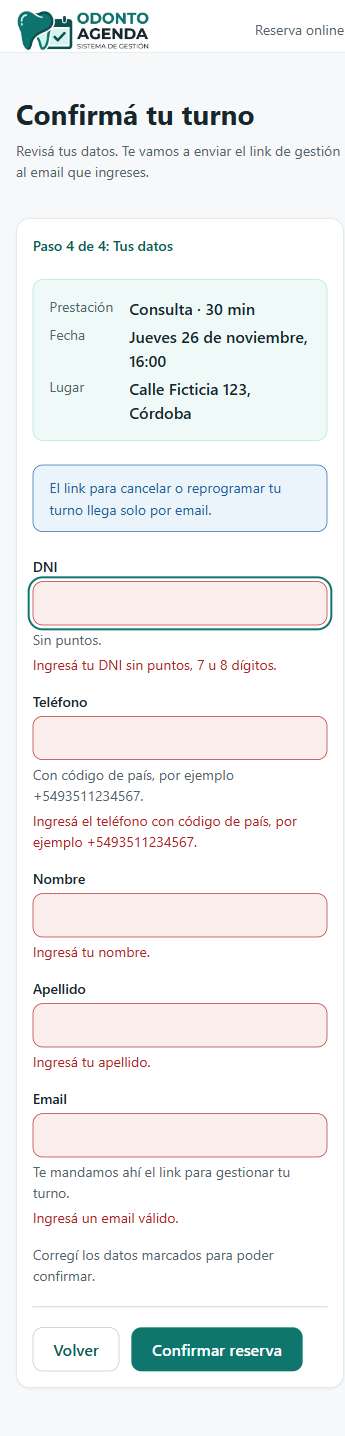 ODONTO
AGENDA
SISTEMA DE GESTIÓN
Reserva online
Confirmá tu turno
Revisá tus datos. Te vamos a enviar el link de gestión
al email que ingreses.
Paso 4 de 4: Tus datos
Prestación Consulta · 30 min
Fecha Jueves 26 de noviembre,
16:00
Lugar Calle Ficticia 123,
Córdoba
El link para cancelar o reprogramar tu
turno llega solo por email.
DNI
Sin puntos.
Ingresá tu DNI sin puntos, 7 u 8 dígitos.
Teléfono
Con código de país, por ejemplo
+5493511234567.
Ingresá el teléfono con código de país, por
ejemplo +5493511234567.
Nombre
Ingresá tu nombre.
Apellido
Ingresá tu apellido.
Email
Te mandamos ahí el link para gestionar tu
turno.
Ingresá un email válido.
Corregí los datos marcados para poder
confirmar.
Volver
Confirmar reserva